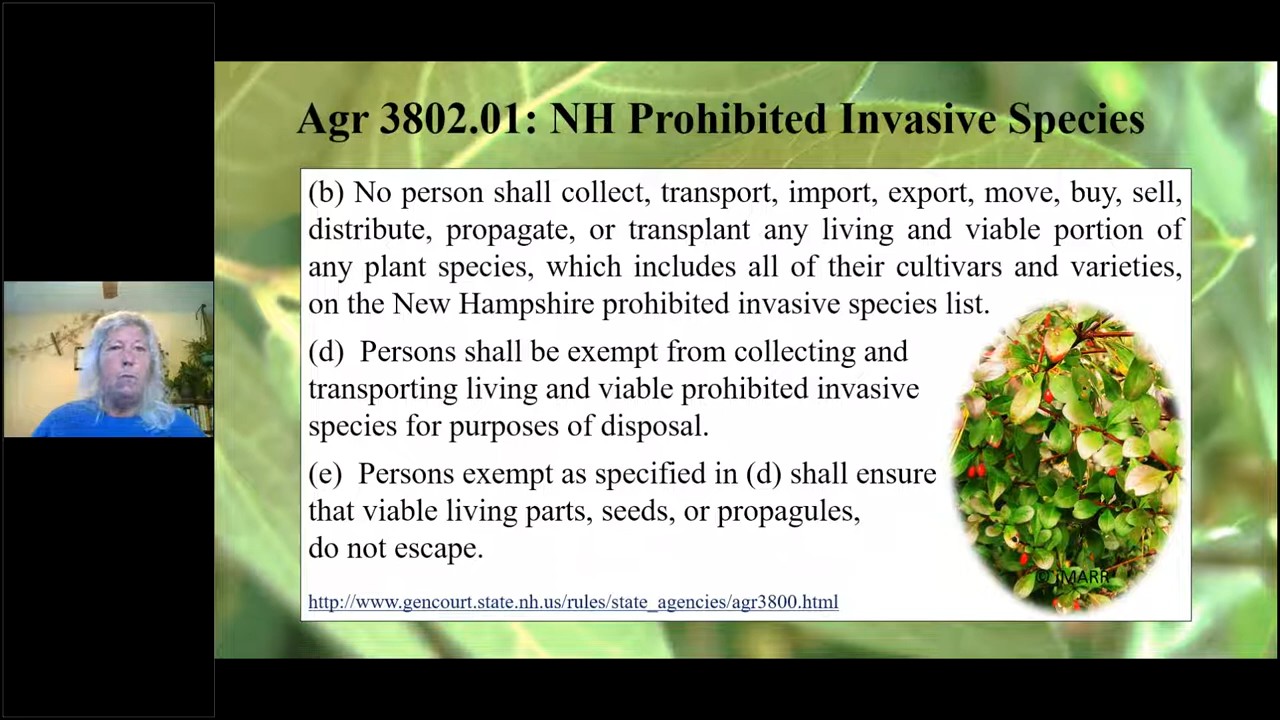 Agr 3802.01: NH Prohibited Invasive Species
(b) No person shall collect, transport, import, export, move, buy, sell,
distribute, propagate, or transplant any living and viable portion of
any plant species, which includes all of their cultivars and varieties,
on the New Hampshire prohibited invasive species list.
(d) Persons shall be exempt from collecting and
transporting living and viable prohibited invasive
species for purposes of disposal.
(e) Persons exempt as specified in (d) shall ensure
that viable living parts, seeds, or propagules,
do not escape.
© JMARR
http://www.gencourt.state.nh.us/rules/state_agencies/agr3800.html